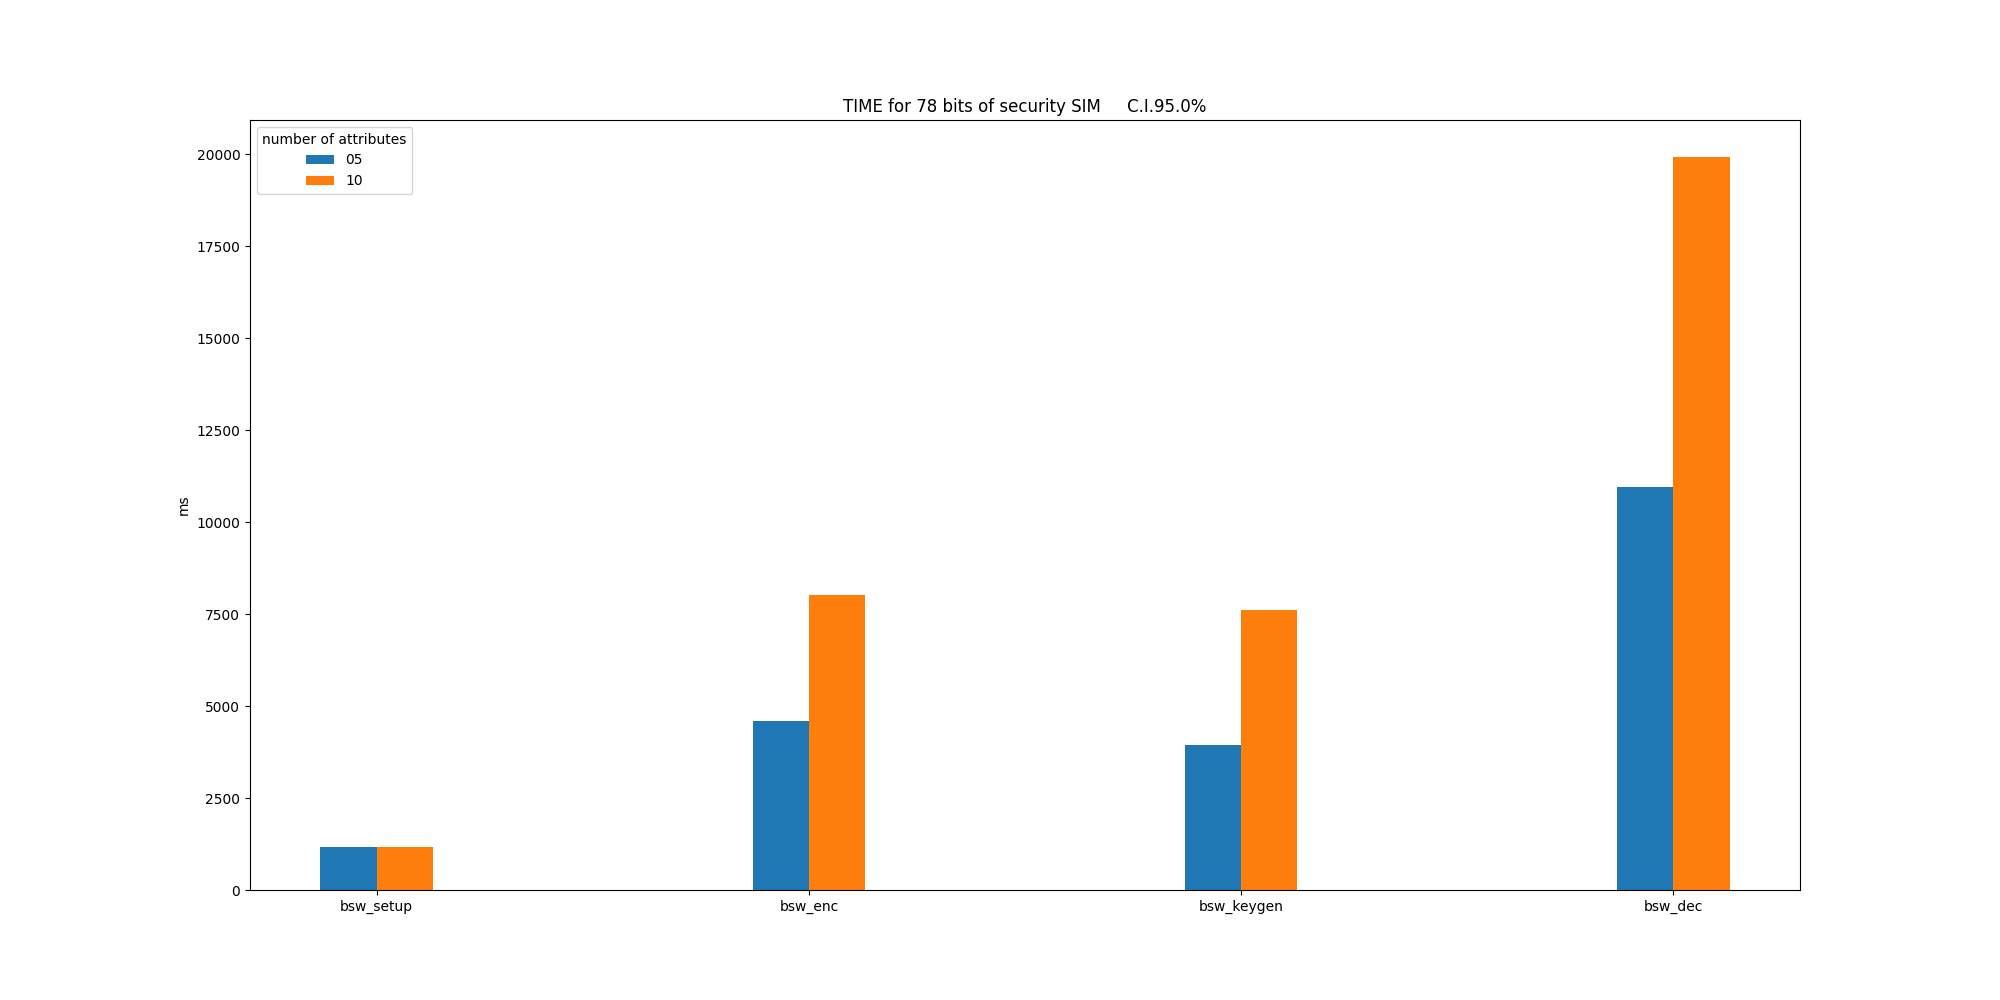 TIME for 78 bits of security SIM     C.I.95.0%
number of attributes
05
10
20000
17500
15000
12500
10000
7500
5000
2500
0
ms
bsw_setup
bsw_enc
bsw_keygen
bsw_dec